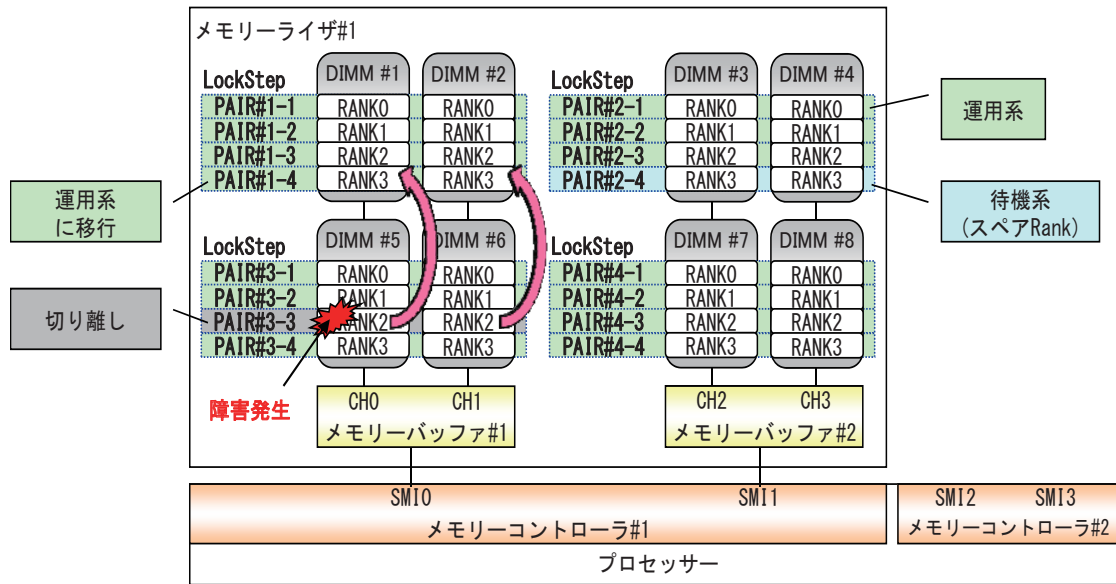 メモリーライザ#1
LockStep
DIMM #1
DIMM #2
PAIR#1-1
RANK0
RANK0
PAIR#1-2
RANK1
RANK1
PAIR#1-3
RANK2
RANK2
PAIR#1-4
RANK3
RANK3
LockStep
DIMM #3
DIMM #4
PAIR#2-1
RANK0
RANK0
PAIR#2-2
RANK1
RANK1
PAIR#2-3
RANK2
RANK2
PAIR#2-4
RANK3
RANK3
運用系
待機系
(スペアRank)
運用系
に移行
切り離し
LockStep
DIMM #5
DIMM #6
PAIR#3-1
RANK0
RANK0
PAIR#3-2
RANK1
RANK1
PAIR#3-3
RANK2
RANK2
PAIR#3-4
RANK3
RANK3
障害発生
LockStep
DIMM #7
DIMM #8
PAIR#4-1
RANK0
RANK0
PAIR#4-2
RANK1
RANK1
PAIR#4-3
RANK2
RANK2
PAIR#4-4
RANK3
RANK3
CH0
CH1
メモリーバッファ#1
CH2
CH3
メモリーバッファ#2
SMI0
SMI1
メモリーコントローラ#1
SMI2
SMI3
メモリーコントローラ#2
プロセッサー